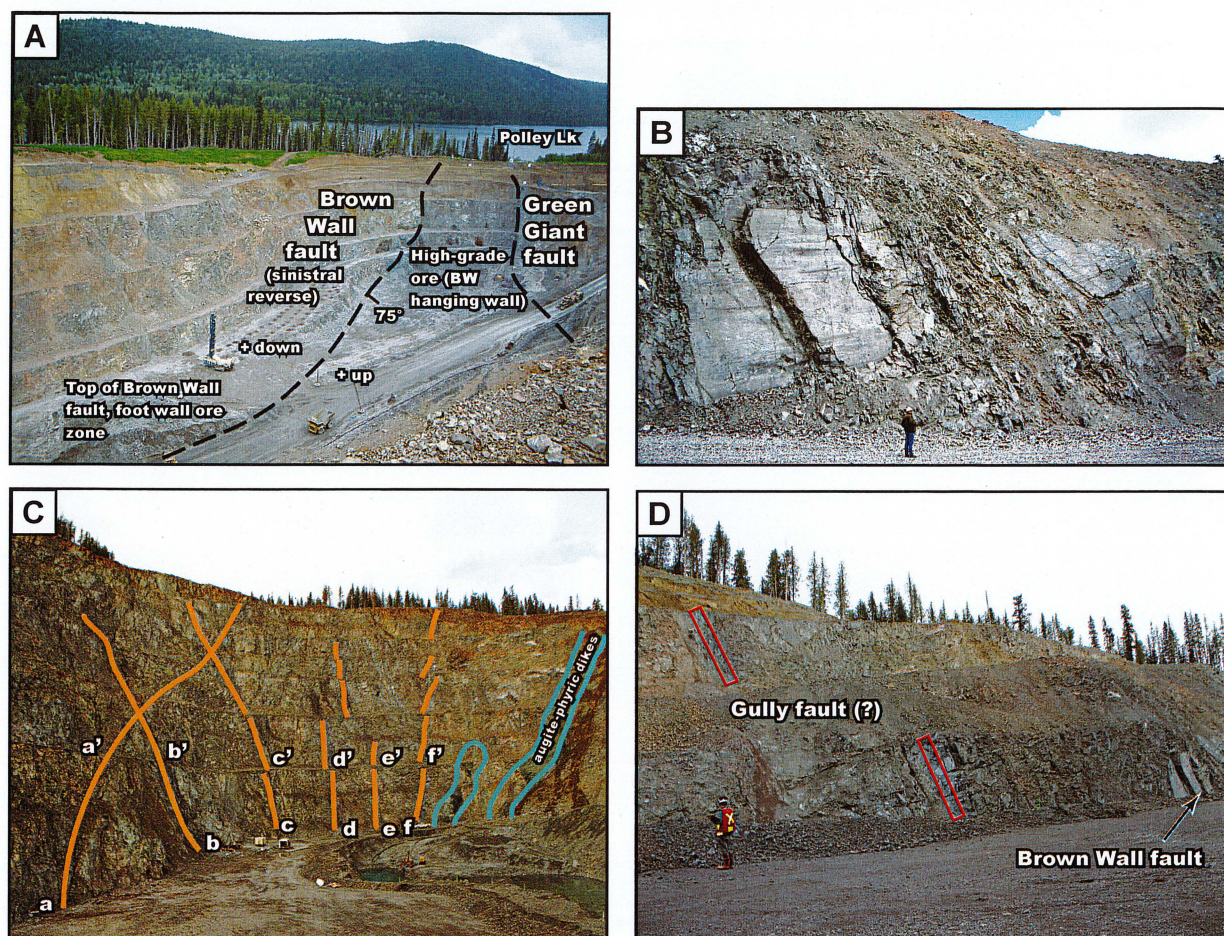 A
Polley Lk
Brown
Wall
fault
(sinistral
reverse)
Green
Giant
fault
High-grade
ore (BW
hanging wall)
75°
+ down
+ up
Top of Brown Wall
fault, foot wall ore
zone
B
C
a'
b'
c'
d'
e'
f'
a
b
c
d
e
f
augite-phyric dikes
D
Gully fault (?)
Brown Wall fault